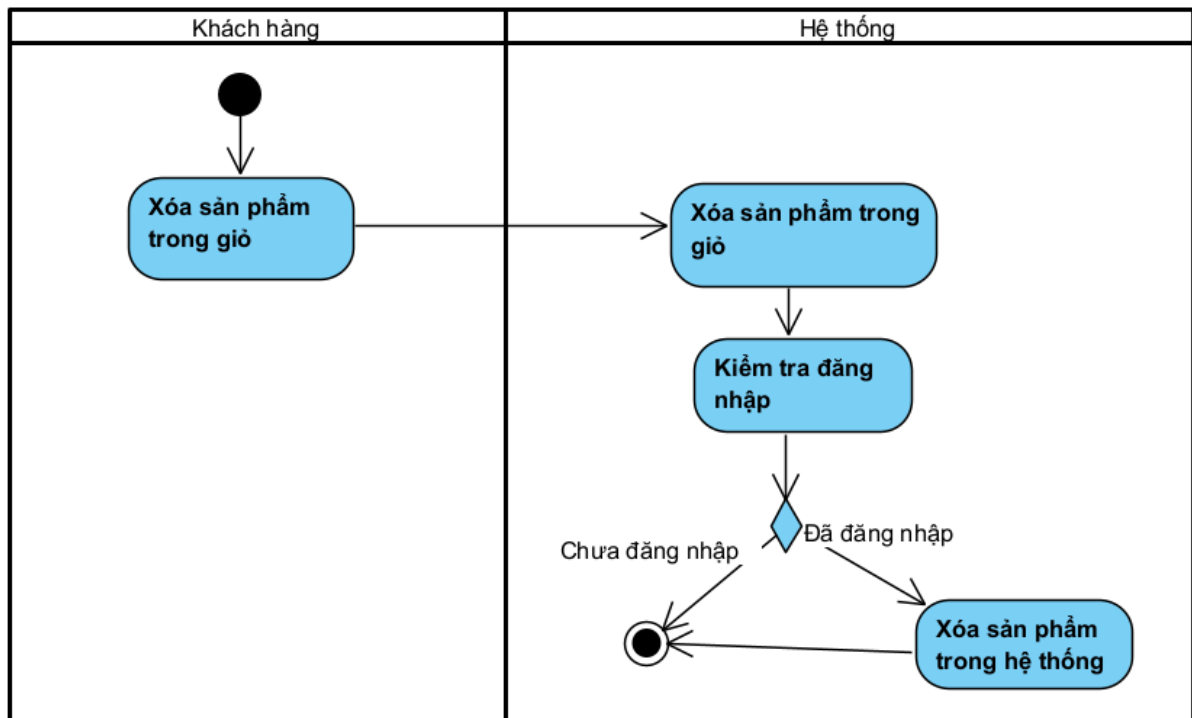 Khách hàng
Hệ thống
Xóa sản phẩm
trong giỏ
Xóa sản phẩm trong
giỏ
Kiểm tra đăng
nhập
Đã đăng nhập
Chưa đăng nhập
Xóa sản phẩm
trong hệ thống